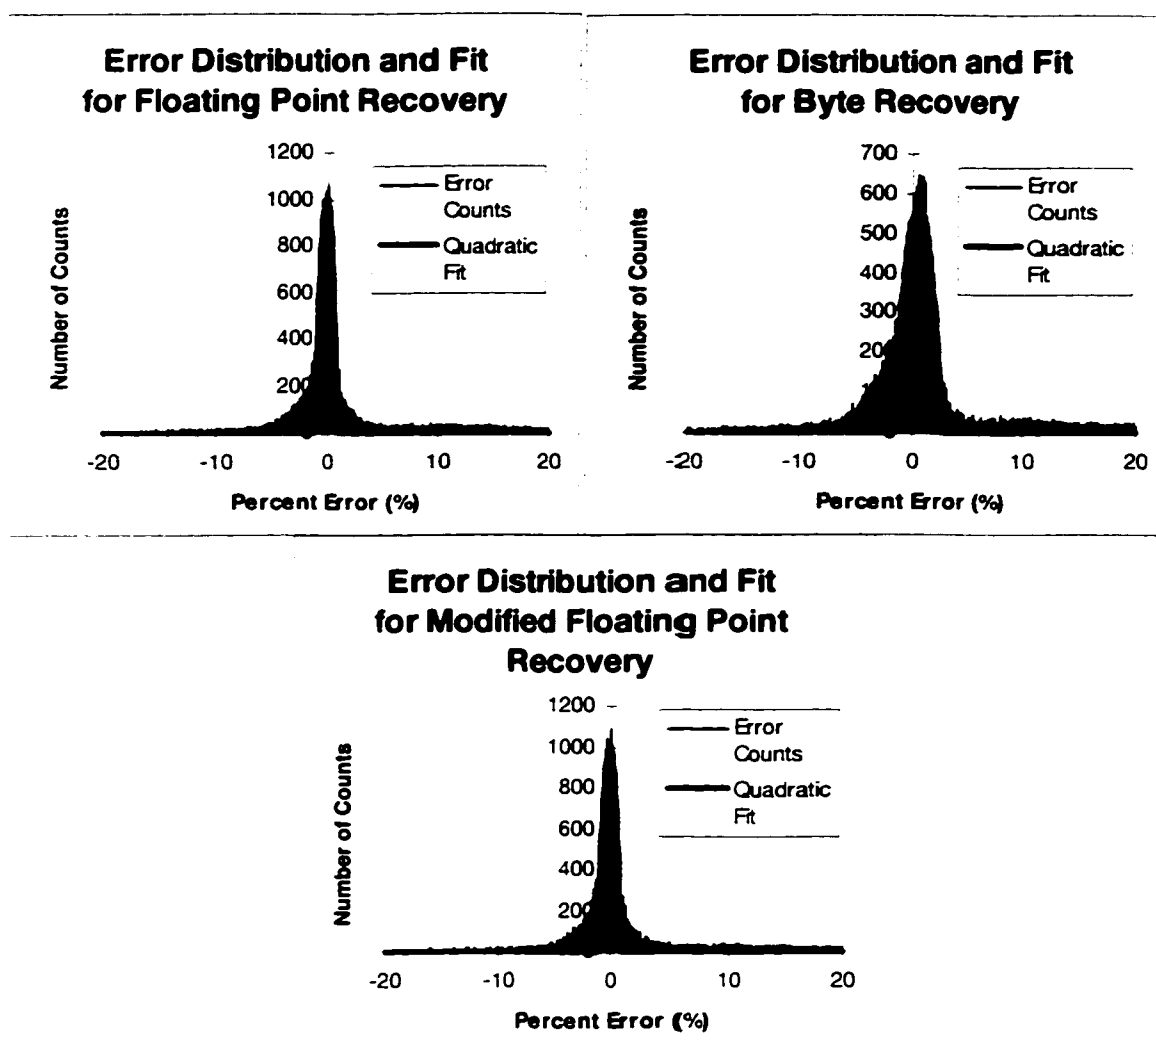 Error Distribution and Fit
for Floating Point Recovery
1200
1000
800
600
400
200
Number of Counts
Error
Counts
Quadratic
Fit
-20
-10
0
10
20
Percent Error (%)
Error Distribution and Fit
for Byte Recovery
700
600
500
400
300
200
Number of Counts
Error
Counts
Quadratic
Fit
-20
-10
0
10
20
Percent Error (%)
Error Distribution and Fit
for Modified Floating Point
Recovery
1200
1000
800
600
400
200
Number of Counts
Error
Counts
Quadratic
Fit
-20
-10
0
10
20
Percent Error (%)